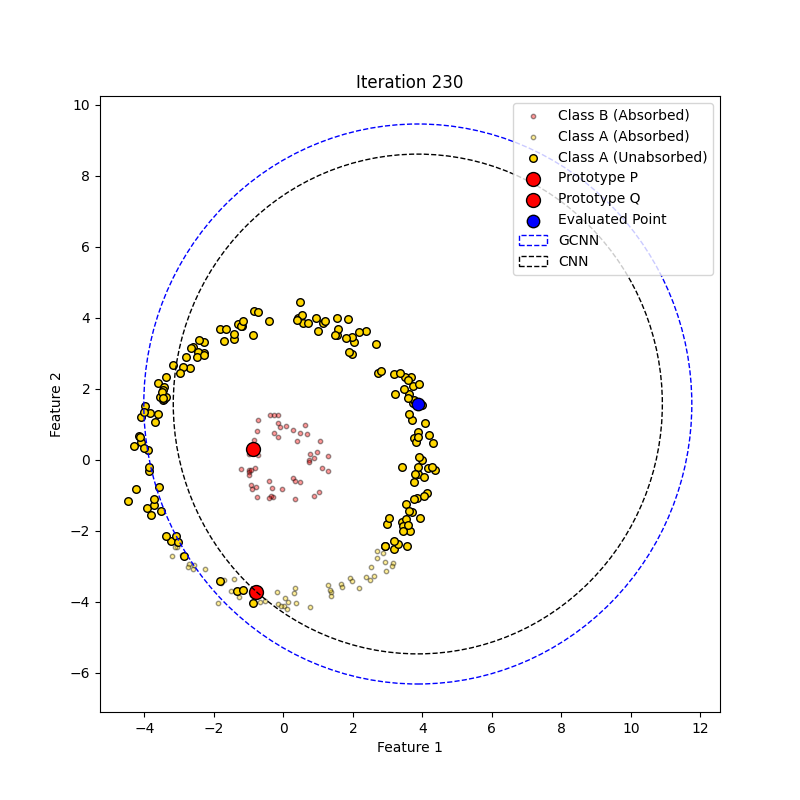 Iteration 230
Class B (Absorbed)
Class A (Absorbed)
Class A (Unabsorbed)
Prototype P
Prototype Q
Evaluated Point
GCNN
CNN
10
8
6
4
2
0
−2
−4
−6
Feature 2
−4 −2 0 2 4 6 8 10 12
Feature 1